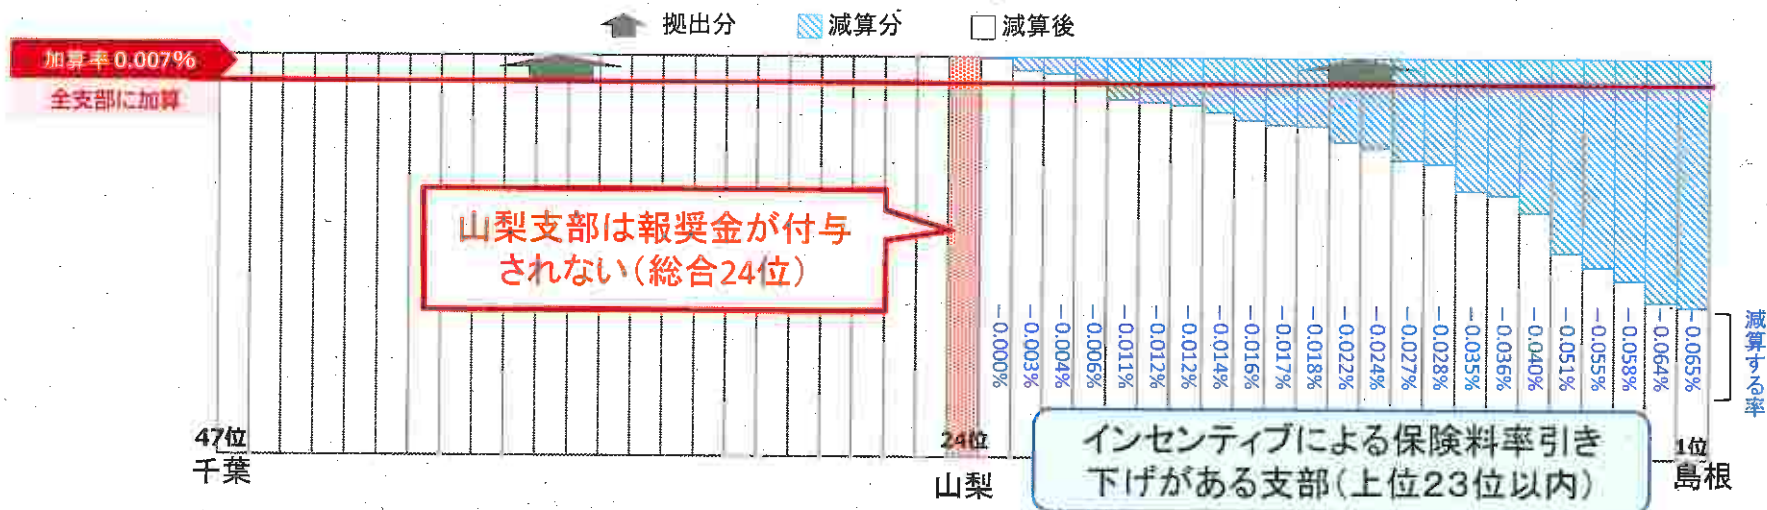 拠出分
減算分
減算後
加算率0.007%
全支部に加算
山梨支部は報奨金が付与
されない(総合24位)
-0.000%
-0.003%
-0.004%
-0.006%
-0.011%
-0.012%
-0.012%
-0.014%
-0.016%
-0.017%
-0.018%
-0.022%
-0.024%
-0.027%
-0.028%
-0.035%
-0.036%
-0.040%
-0.051%
-0.055%
-0.058%
-0.064%
-0.065%
減算する率
47位
千葉
24位
山梨
インセンティブによる保険料率引き
下げがある支部(上位23位以内)
1位
島根